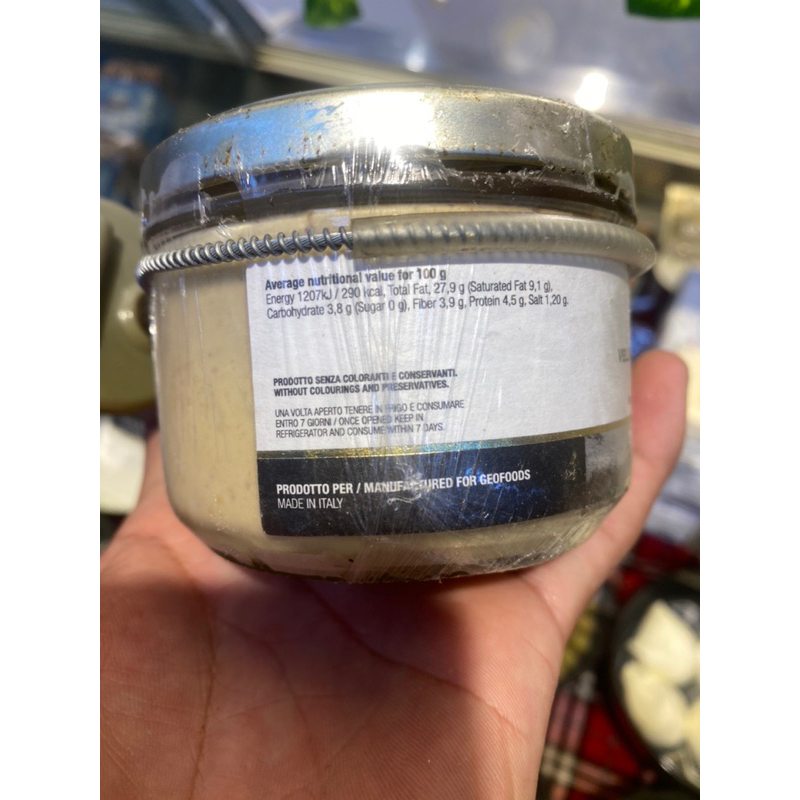 Average nutritional value for 100 g
Energy 1207kJ / 290 kcal, Total Fat, 27,9 g (Saturated Fat 9,1 g),
Carbohydrate 3,8 g (Sugar 0 g), Fiber 3,9 g, Protein 4,5 g, Salt 1,20 g.
PRODOTTO SENZA COLORANTI E CONSERVANTI.
WITHOUT COLOURINGS AND PRESERVATIVES.
UNA VOLTA APERTO TENERE IN FRIGO E CONSUMARE
ENTRO 7 GIORNI / ONCE OPENED KEEP IN
REFRIGERATOR AND CONSUME WITHIN 7 DAYS.
PRODOTTO PER / MANUFACTURED FOR GEOFOODS
MADE IN ITALY